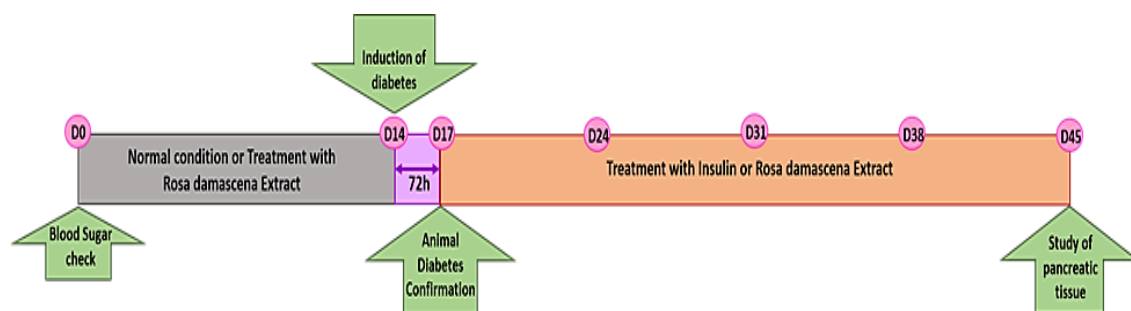 Induction of
diabetes
D0
D14
D17
D24
D31
D38
D45
Normal condition or Treatment with
Rosa damascena Extract
72h
Treatment with Insulin or Rosa damascena Extract
Blood Sugar
check
Animal
Diabetes
Confirmation
Study of
pancreatic
tissue